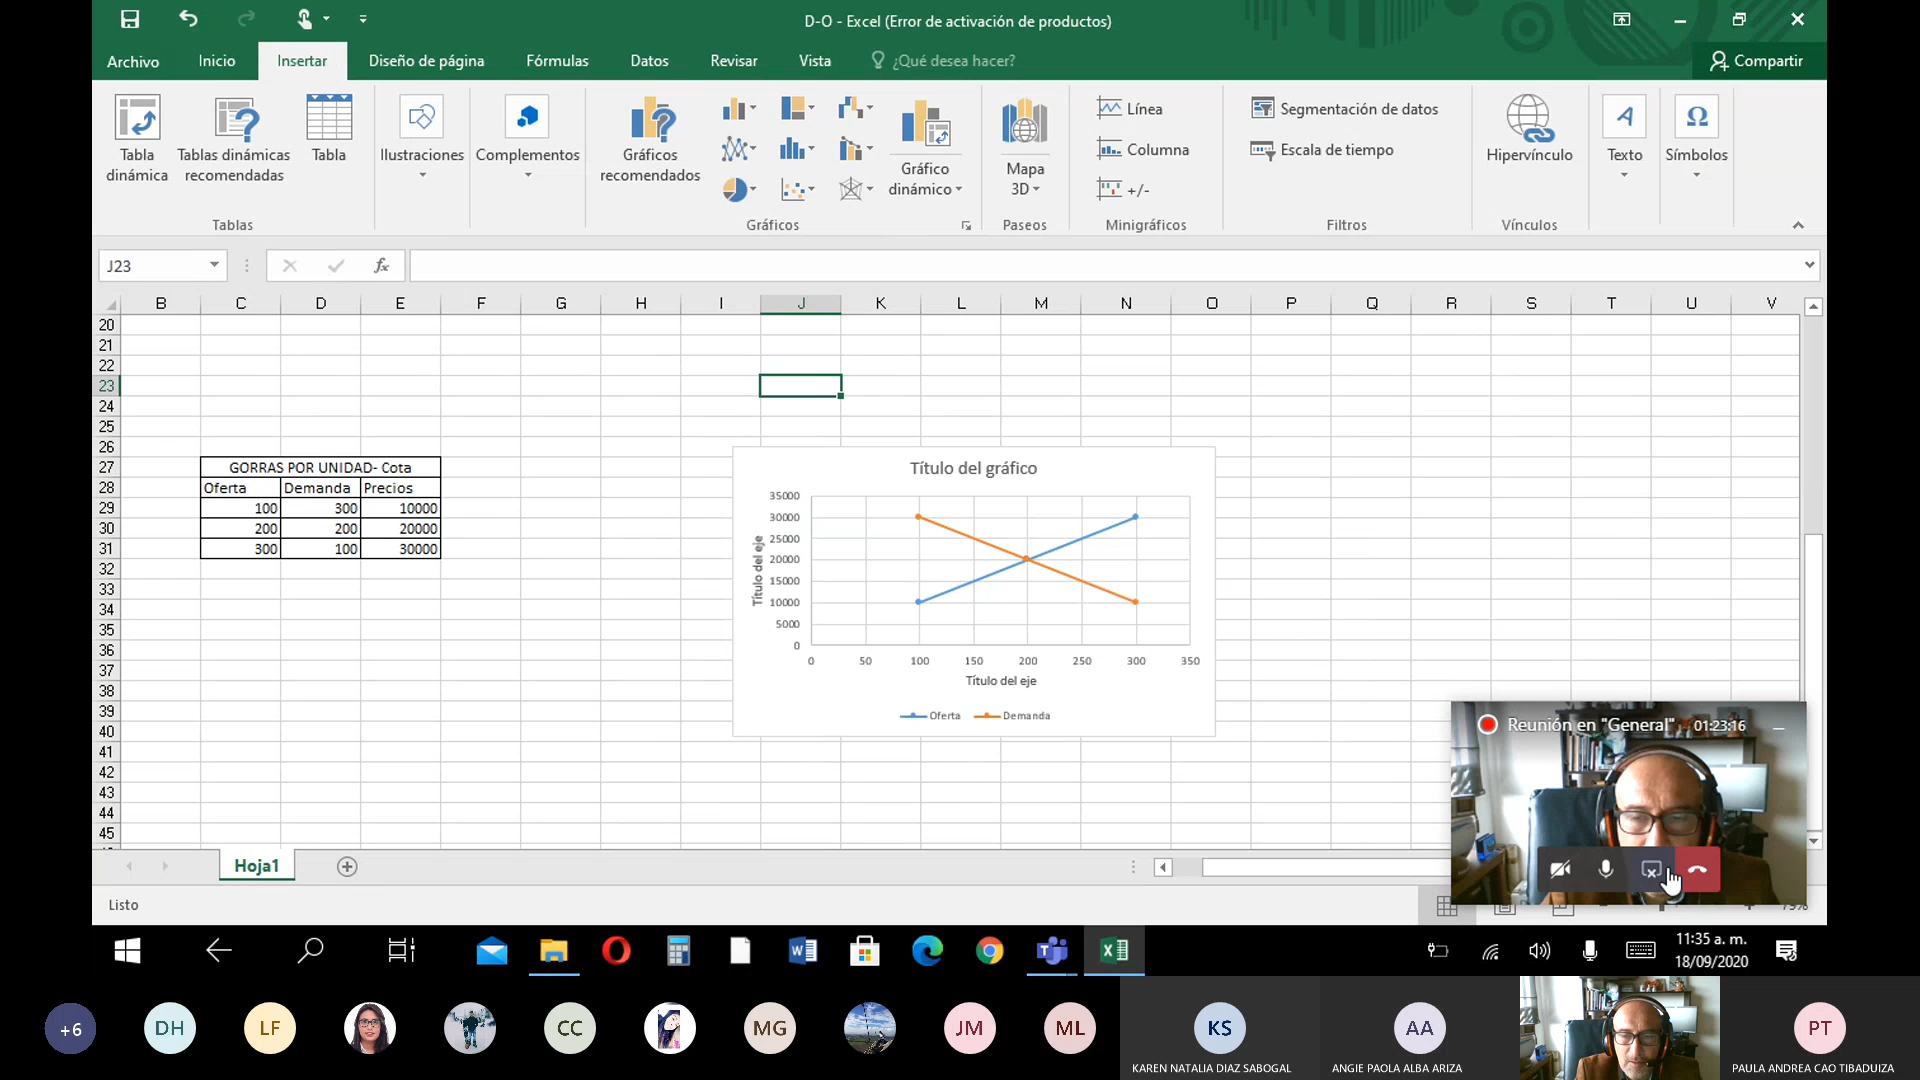 D-O - Excel (Error de activación de productos)
Archivo
Inicio
Insertar
Diseño de página
Fórmulas
Datos
Revisar
Vista
¿Qué desea hacer?
Compartir
Tabla dinámica
Tablas dinámicas recomendadas
Tabla
Ilustraciones
Complementos
Gráficos recomendados
Gráfico dinámico
Mapa 3D
Línea
Columna
+/-
Segmentación de datos
Escala de tiempo
Hipervínculo
Texto
Símbolos
Tablas
Gráficos
Paseos
Minigráficos
Filtros
Vínculos
J23
fx
B C D E F G H I J K L M N O P Q R S T U V
20
21
22
23
24
25
26
27 GORRAS POR UNIDAD- Cota
28 Oferta Demanda Precios
29 100 300 10000
30 200 200 20000
31 300 100 30000
32
33
34
35
36
37
38
39
40
41
42
43
44
45
Título del gráfico
Título del eje
35000
30000
25000
20000
15000
10000
5000
0
0 50 100 150 200 250 300 350
Título del eje
Oferta Demanda
Reunión en "General" 01:23:16
Hoja1
Listo
11:35 a. m.
18/09/2020
+6
DH
LF
CC
MG
JM
ML
KS
KAREN NATALIA DIAZ SABOGAL
AA
ANGIE PAOLA ALBA ARIZA
PT
PAULA ANDREA CAO TIBADUIZA